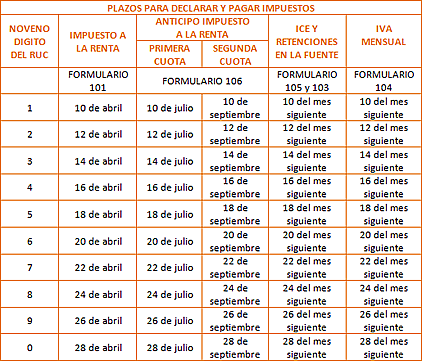 PLAZOS PARA DECLARAR Y PAGAR IMPUESTOS
NOVENO DIGITO DEL RUC | IMPUESTO A LA RENTA | ANTICIPO IMPUESTO A LA RENTA | ICE Y RETENCIONES EN LA FUENTE | IVA MENSUAL
PRIMERA CUOTA | SEGUNDA CUOTA
FORMULARIO 101 | FORMULARIO 106 | FORMULARIO 105 y 103 | FORMULARIO 104
1 | 10 de abril | 10 de julio | 10 de septiembre | 10 del mes siguiente | 10 del mes siguiente
2 | 12 de abril | 12 de julio | 12 de septiembre | 12 del mes siguiente | 12 del mes siguiente
3 | 14 de abril | 14 de julio | 14 de septiembre | 14 del mes siguiente | 14 del mes siguiente
4 | 16 de abril | 16 de julio | 16 de septiembre | 16 del mes siguiente | 16 del mes siguiente
5 | 18 de abril | 18 de julio | 18 de septiembre | 18 del mes siguiente | 18 del mes siguiente
6 | 20 de abril | 20 de julio | 20 de septiembre | 20 del mes siguiente | 20 del mes siguiente
7 | 22 de abril | 22 de julio | 22 de septiembre | 22 del mes siguiente | 22 del mes siguiente
8 | 24 de abril | 24 de julio | 24 de septiembre | 24 del mes siguiente | 24 del mes siguiente
9 | 26 de abril | 26 de julio | 26 de septiembre | 26 del mes siguiente | 26 del mes siguiente
0 | 28 de abril | 28 de julio | 28 de septiembre | 28 del mes siguiente | 28 del mes siguiente